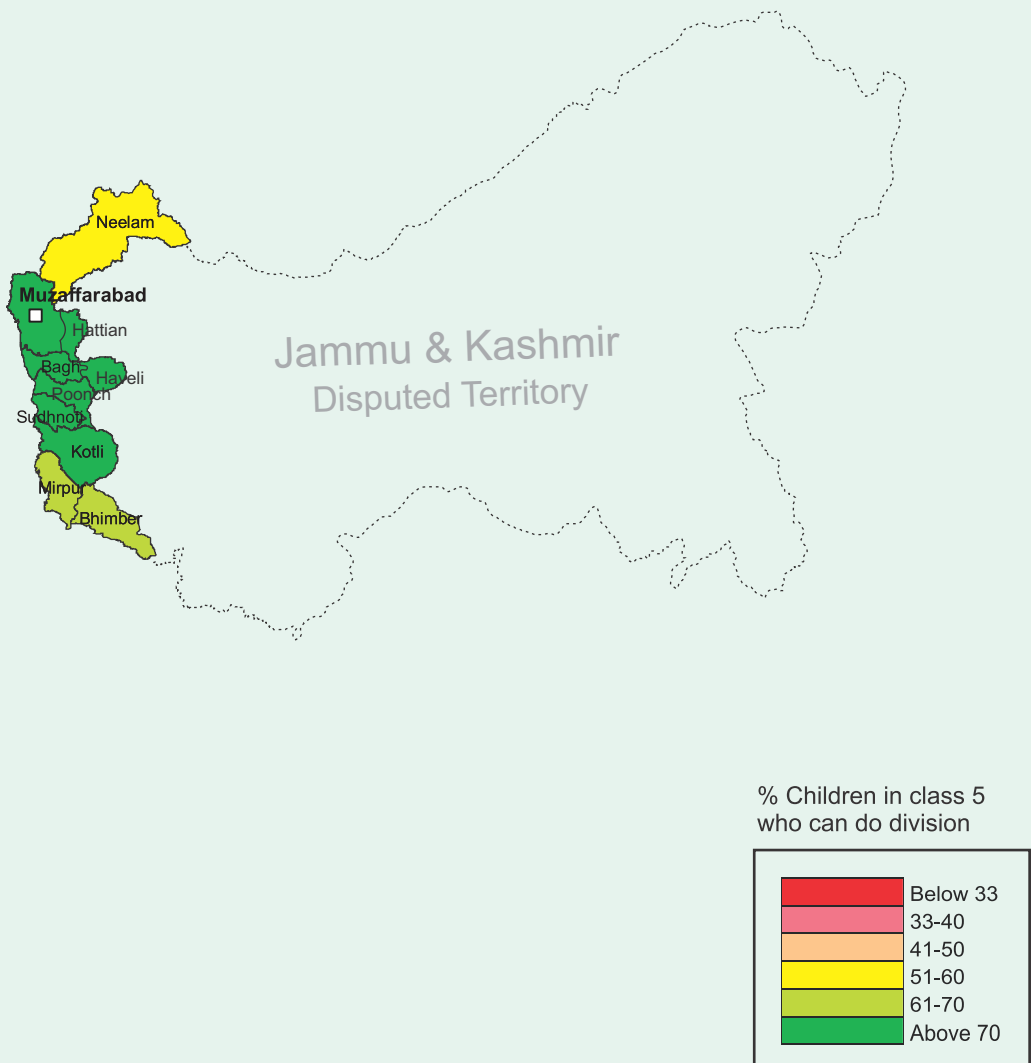 Neelam
Muzaffarabad
Hattian
Jammu & Kashmir
Disputed Territory
Bagh
Haveli
Poonch
Sudhnoti
Kotli
Mirpur
Bhimber
% Children in class 5
who can do division
Below 33
33-40
41-50
51-60
61-70
Above 70